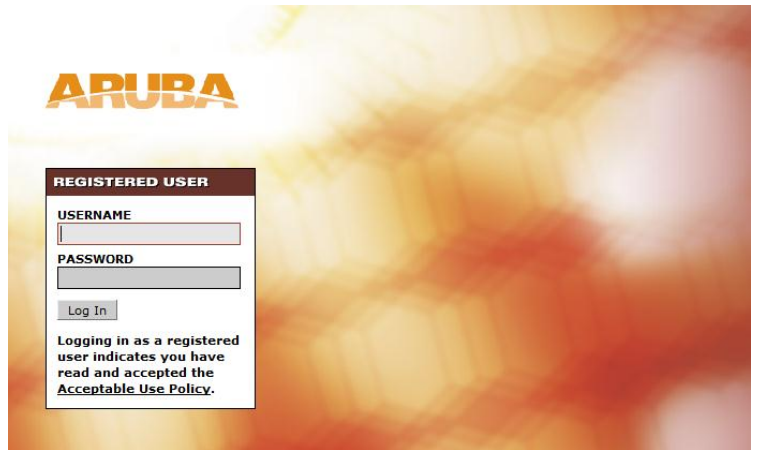 ARUBA
REGISTERED USER
USERNAME
PASSWORD
Log In
Logging in as a registered
user indicates you have
read and accepted the
Acceptable Use Policy.